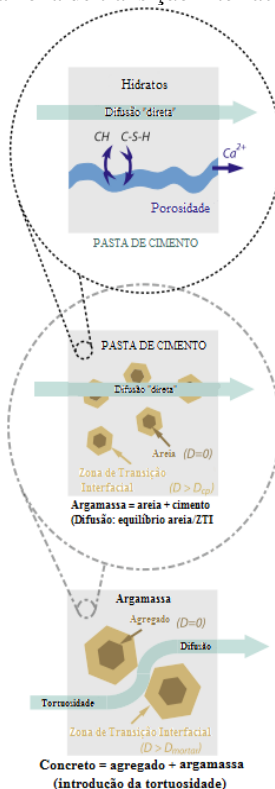 Hidratos
Difusão "direta"
CH C-S-H
Ca²⁺
Porosidade
PASTA DE CIMENTO
PASTA DE CIMENTO
Difusão "direta"
Areia (D=0)
Zona de Transição
Interfacial (D > Dcp)
Argamassa = areia + cimento
(Difusão: equilíbrio areia/ZTI
Argamassa
Agregado (D=0)
Difusão
Tortuosidade
Zona de Transição Interfacial
(D > Dmortar)
Concreto = agregado + argamassa
(introdução da tortuosidade)